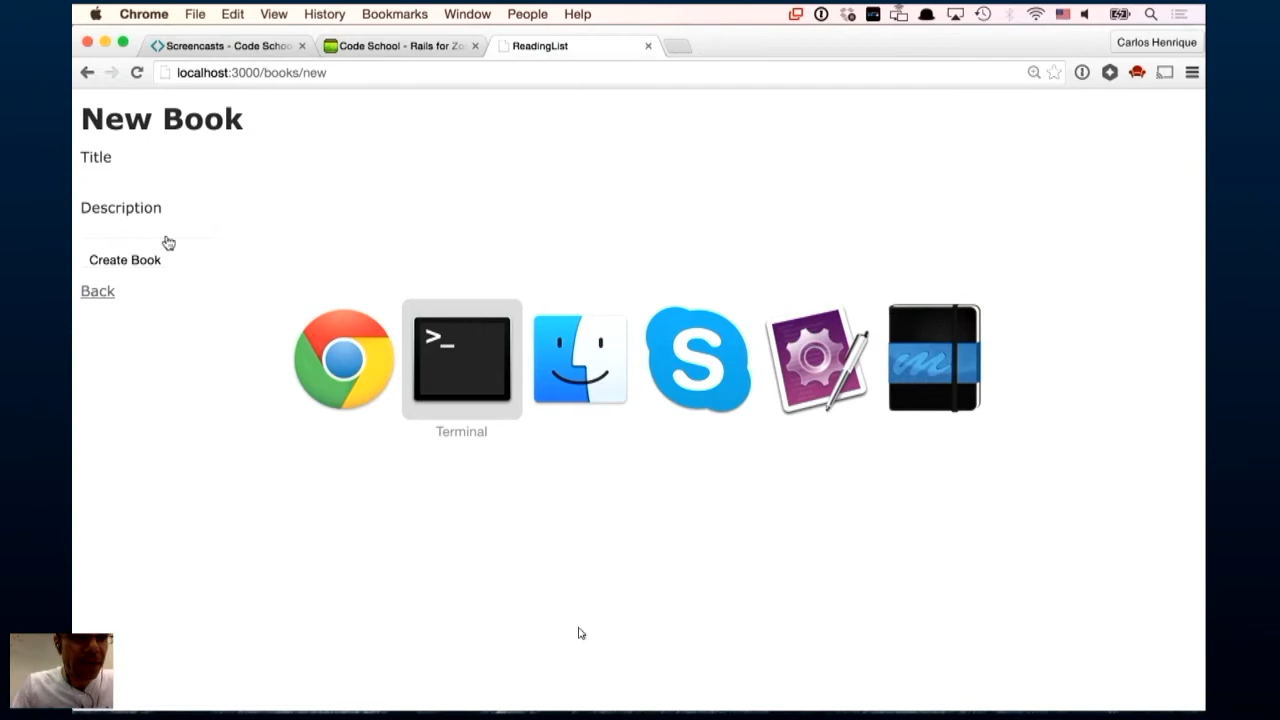 Chrome File Edit View History Bookmarks Window People Help
Screencasts - Code Schoo
Code School - Rails for Zo
ReadingList
Carlos Henrique
localhost:3000/books/new
New Book
Title
Description
Create Book
Back
>_
S
Terminal